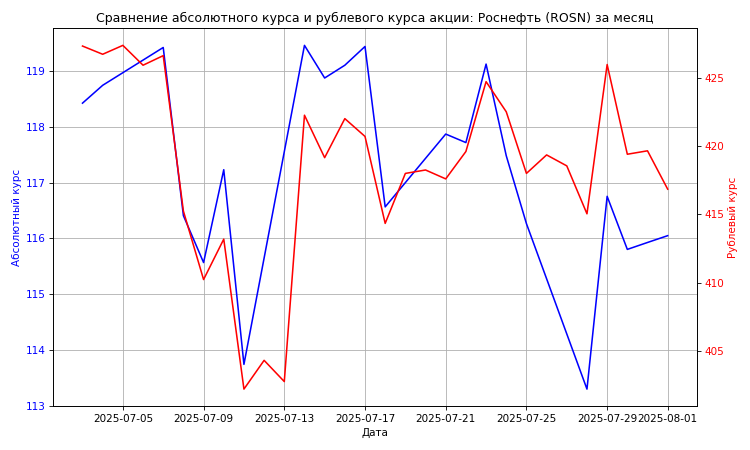 Сравнение абсолютного курса и рублевого курса акции: Роснефть (ROSN) за месяц
Абсолютный курс
119
118
117
116
115
114
113
425
420
415
410
405
Рублевый курс
2025-07-05 2025-07-09 2025-07-13 2025-07-17 2025-07-21 2025-07-25 2025-07-29 2025-08-01
Дата